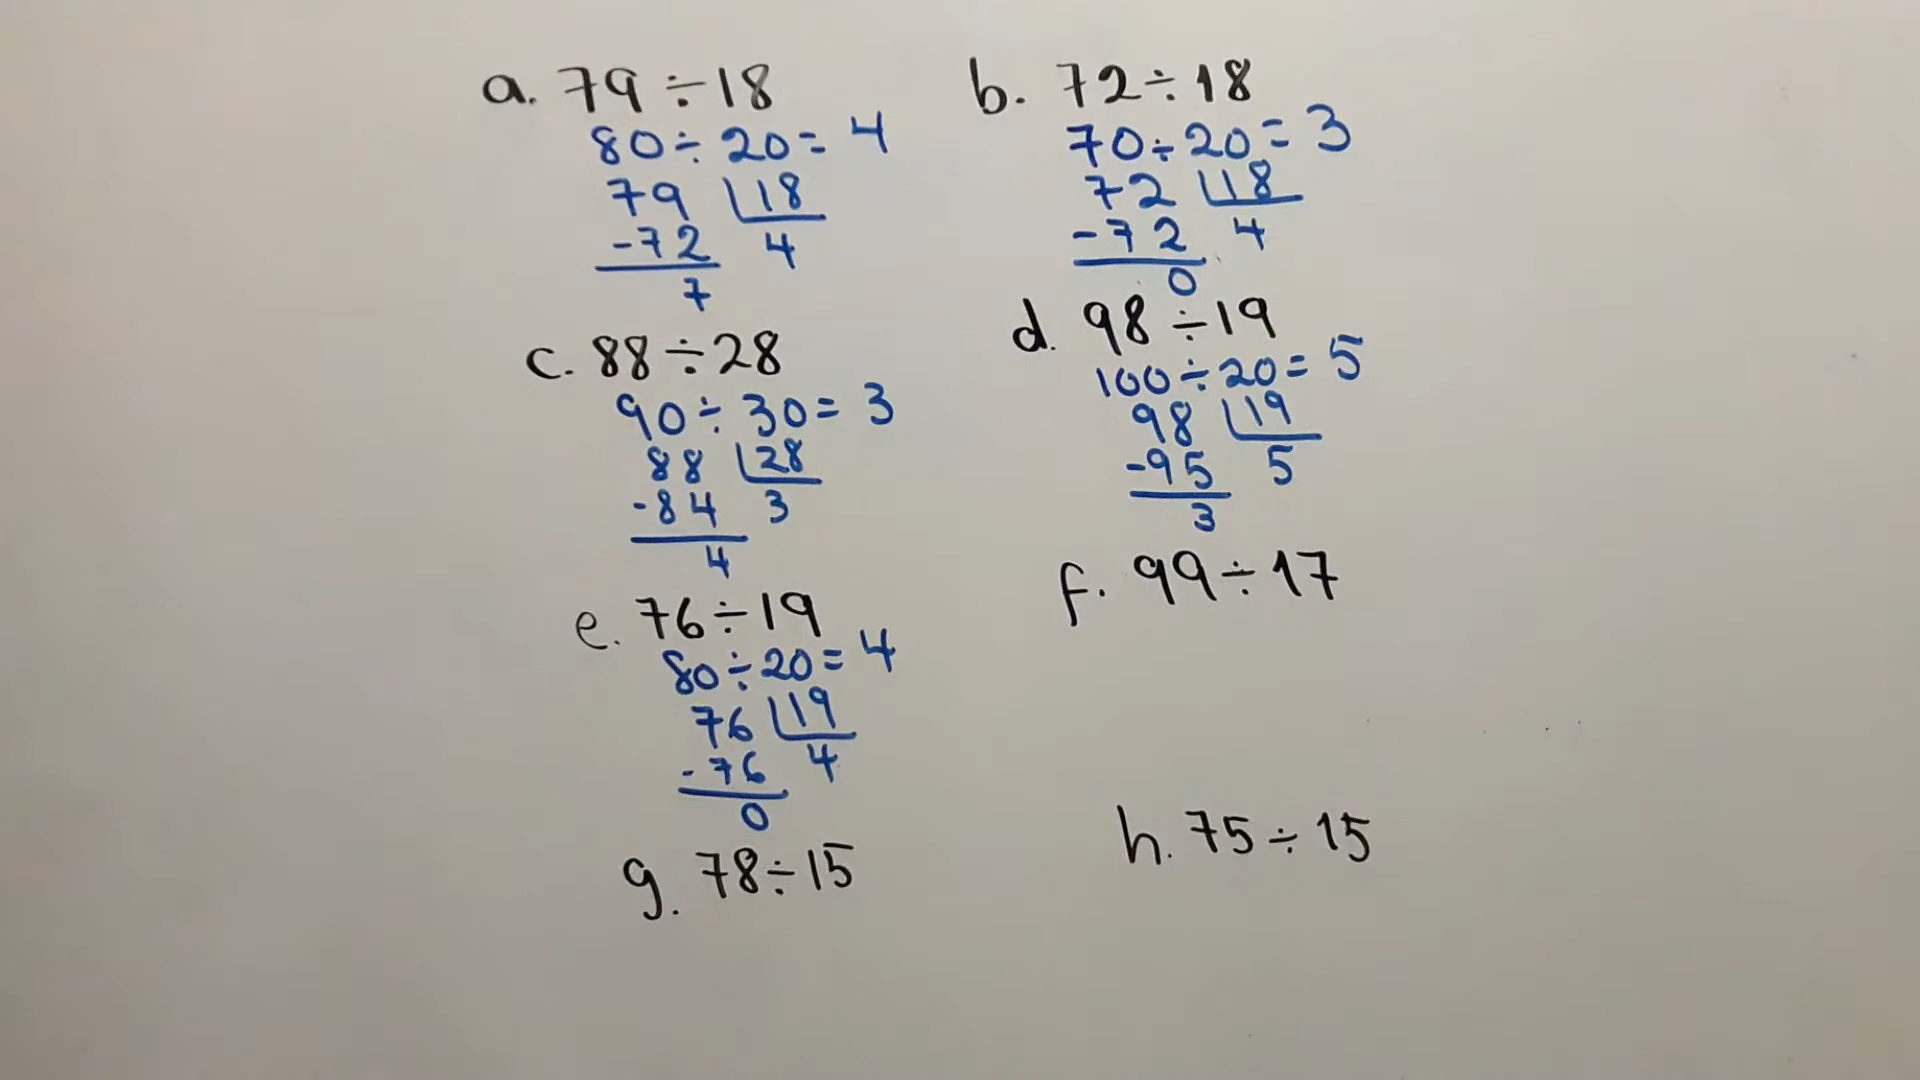 a. 79 ÷ 18
80 ÷ 20 = 4
79 18
-72 4
7
b. 72 ÷ 18
70 ÷ 20 = 3
72 18
-72 4
0
c. 88 ÷ 28
90 ÷ 30 = 3
88 28
-84 3
4
d. 98 ÷ 19
100 ÷ 20 = 5
98 19
-95 5
3
e. 76 ÷ 19
80 ÷ 20 = 4
76 19
-76 4
0
f. 99 ÷ 17
g. 78 ÷ 15
h. 75 ÷ 15